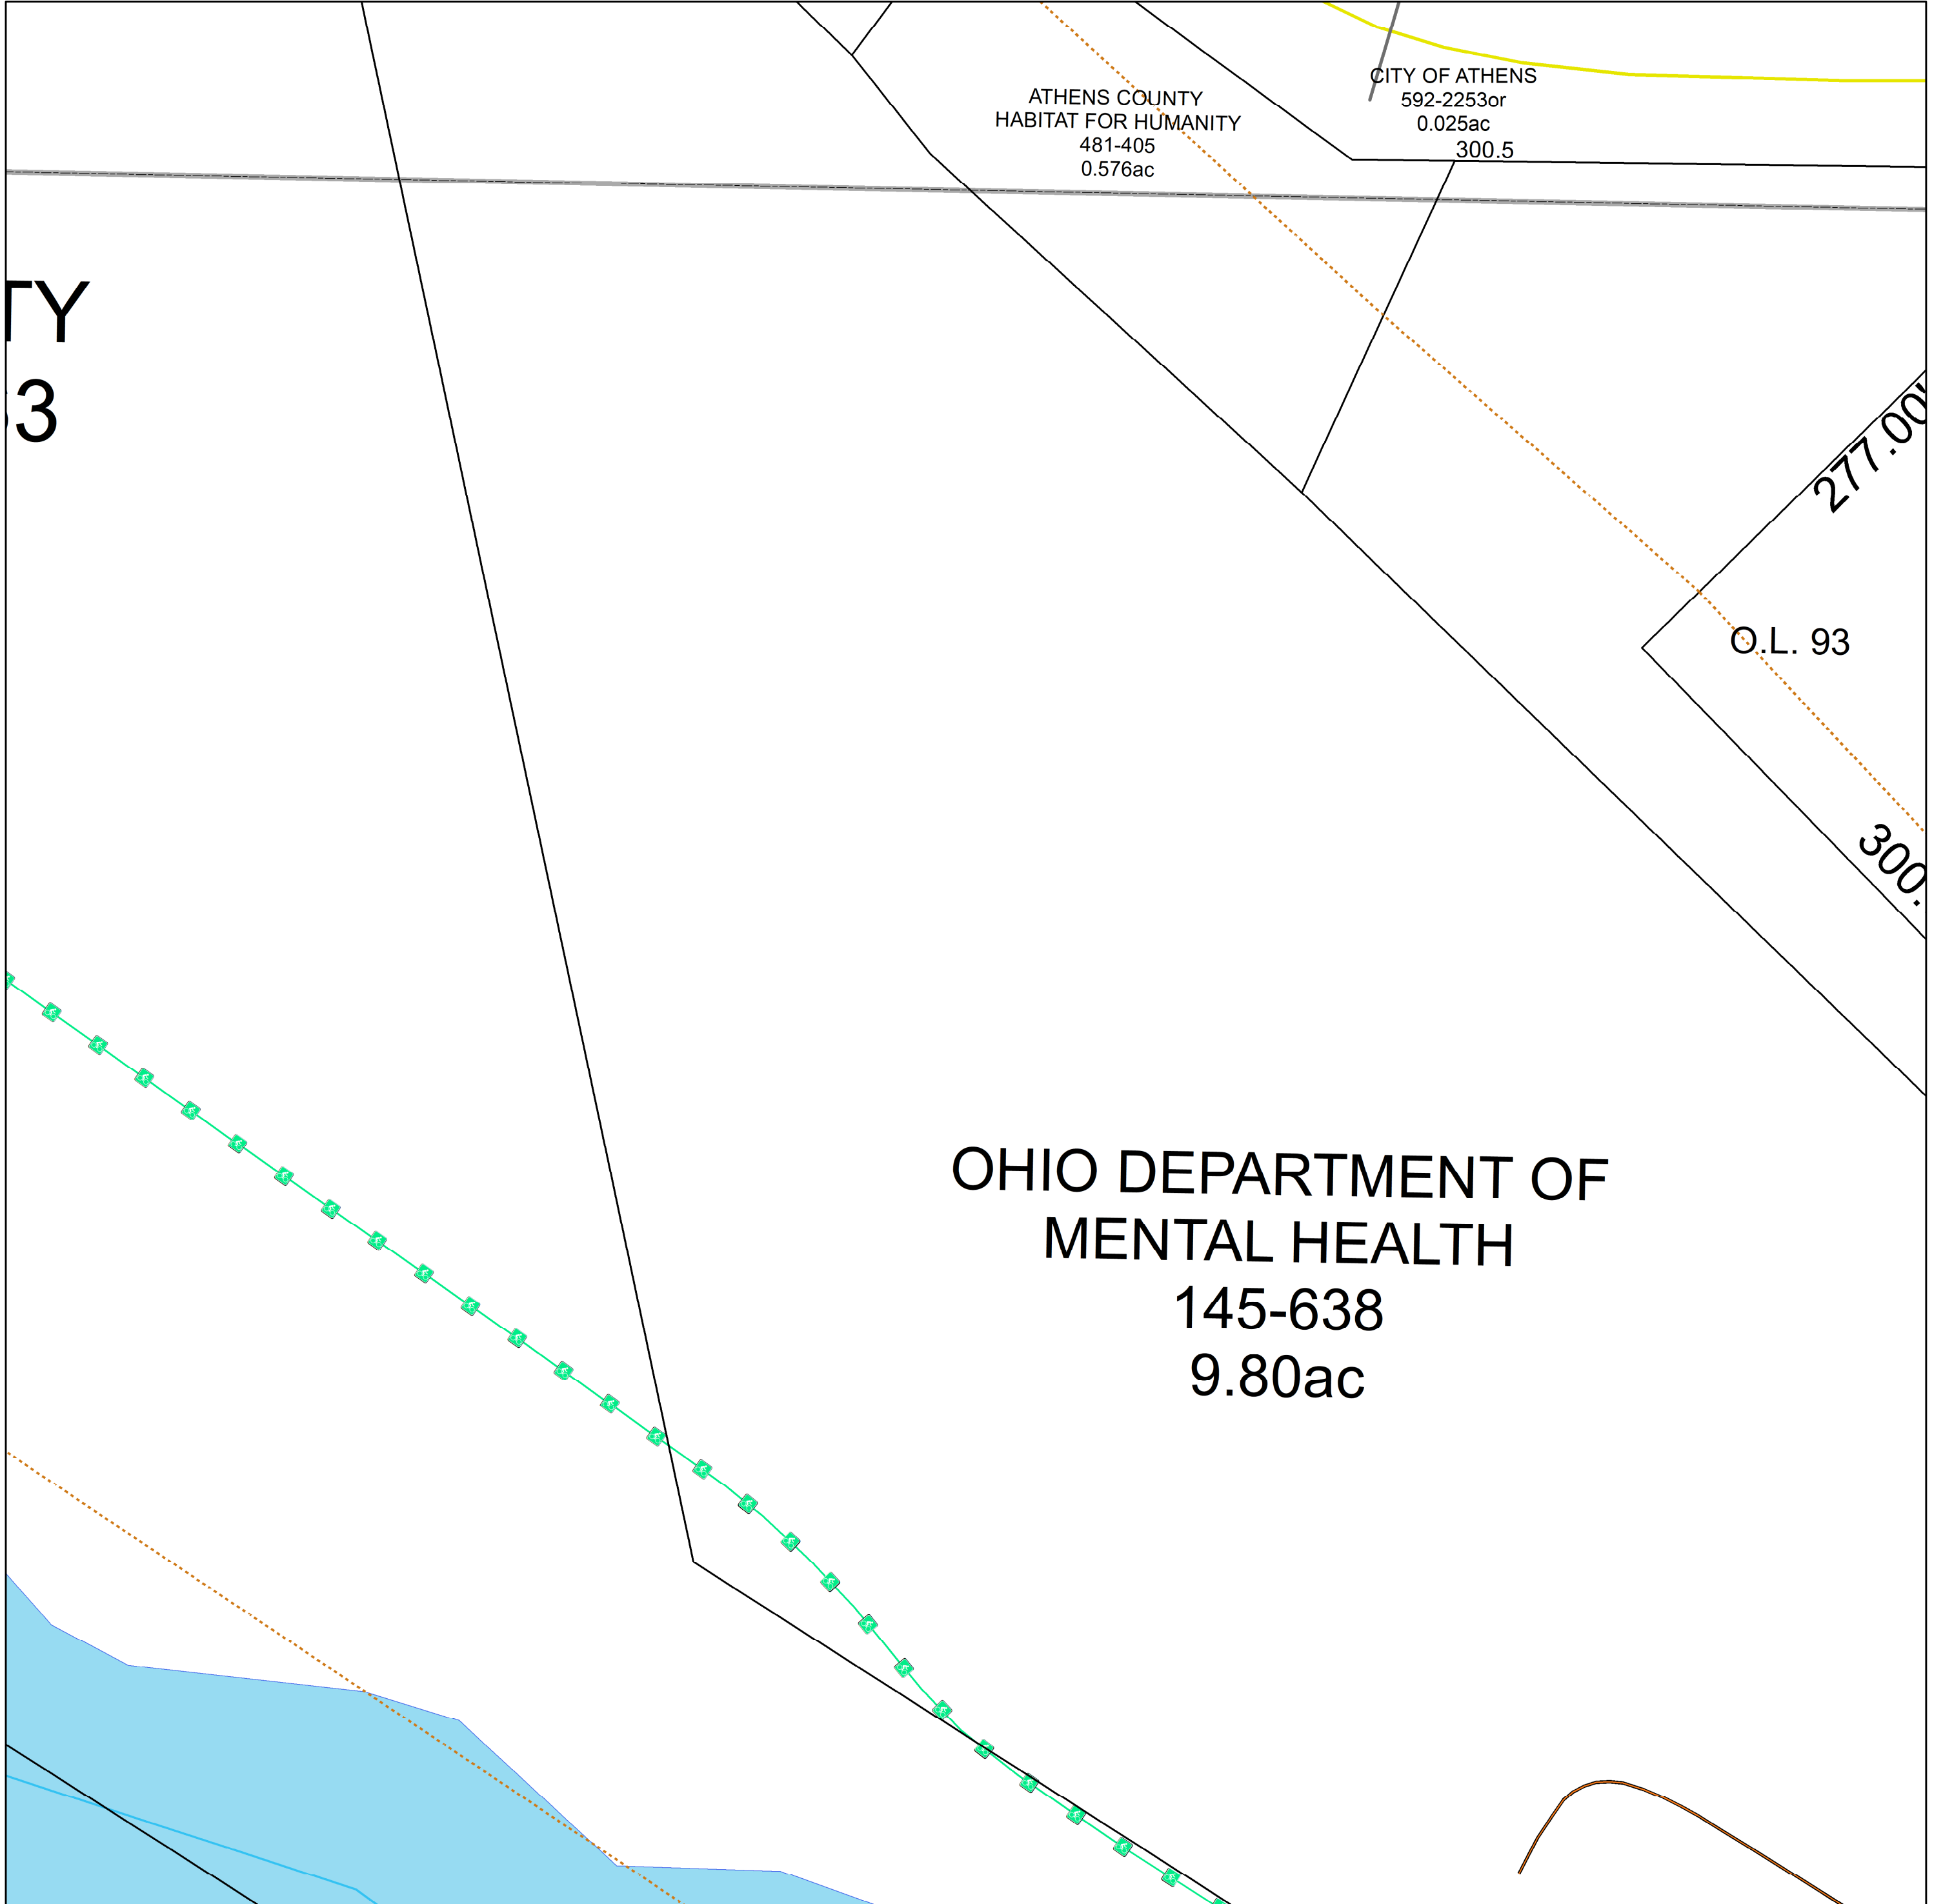 ATHENS COUNTY
HABITAT FOR HUMANITY
481-405
0.576ac
CITY OF ATHENS
592-2253or
0.025ac
300.5
TY
3
277.00'
O.L. 93
300.
OHIO DEPARTMENT OF
MENTAL HEALTH
145-638
9.80ac